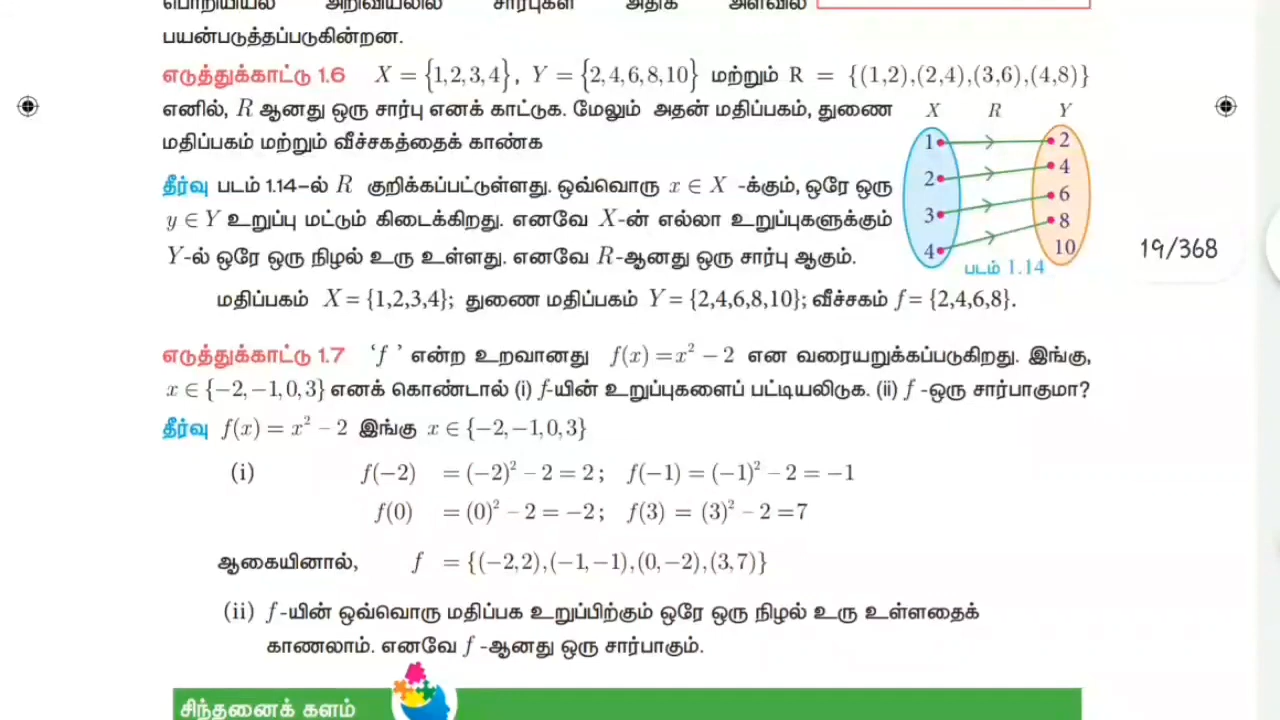 பொறியியல் அறிவியலில் சார்புகள் அதிக அளவில்
பயன்படுத்தப்படுகின்றன.
எடுத்துக்காட்டு 1.6 X = {1,2,3,4}, Y = {2,4,6,8,10} மற்றும் R = {(1,2),(2,4),(3,6),(4,8)}
எனில், R ஆனது ஒரு சார்பு எனக் காட்டுக. மேலும் அதன் மதிப்பகம், துணை
மதிப்பகம் மற்றும் வீச்சகத்தைக் காண்க
X R Y
1 2
2 4
3 6
4 8
10
படம் 1.14
தீர்வு படம் 1.14–ல் R குறிக்கப்பட்டுள்ளது. ஒவ்வொரு x ∈ X -க்கும், ஒரே ஒரு
y ∈ Y உறுப்பு மட்டும் கிடைக்கிறது. எனவே X-ன் எல்லா உறுப்புகளுக்கும்
Y-ல் ஒரே ஒரு நிழல் உரு உள்ளது. எனவே R-ஆனது ஒரு சார்பு ஆகும்.
மதிப்பகம் X = {1,2,3,4}; துணை மதிப்பகம் Y = {2,4,6,8,10}; வீச்சகம் f = {2,4,6,8}.
19/368
எடுத்துக்காட்டு 1.7 ‘f ’ என்ற உறவானது f(x) = x² − 2 என வரையறுக்கப்படுகிறது. இங்கு,
x ∈ {−2,−1,0,3} எனக் கொண்டால் (i) f-யின் உறுப்புகளைப் பட்டியலிடுக. (ii) f -ஒரு சார்பாகுமா?
தீர்வு f(x) = x² − 2 இங்கு x ∈ {−2,−1,0,3}
(i) f(−2) = (−2)² − 2 = 2; f(−1) = (−1)² − 2 = −1
f(0) = (0)² − 2 = −2; f(3) = (3)² − 2 =7
ஆகையினால், f = {(−2,2),(−1,−1),(0,−2),(3,7)}
(ii) f -யின் ஒவ்வொரு மதிப்பக உறுப்பிற்கும் ஒரே ஒரு நிழல் உரு உள்ளதைக்
காணலாம். எனவே f -ஆனது ஒரு சார்பாகும்.
சிந்தனைக் களம்